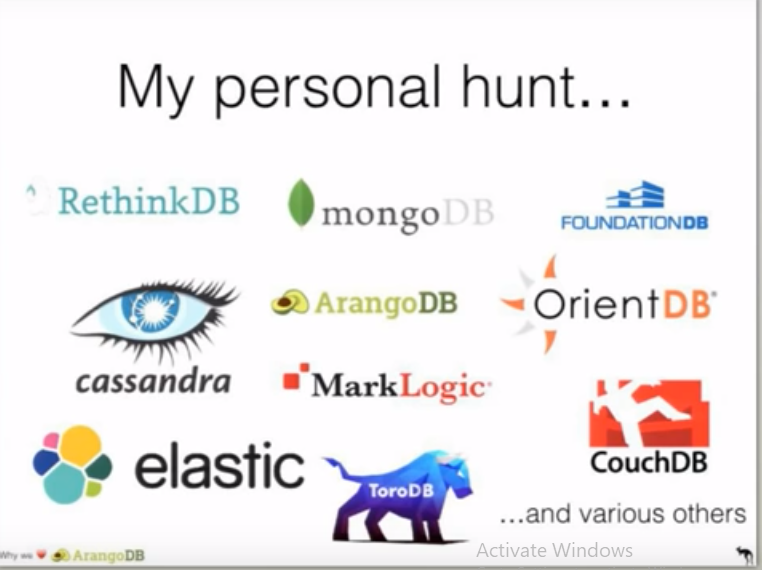 My personal hunt...
RethinkDB
mongoDB
FOUNDATIONDB
cassandra
ArangoDB
OrientDB
MarkLogic
CouchDB
elastic
ToroDB
...and various others
Why we ArangoDB
Activate Windows